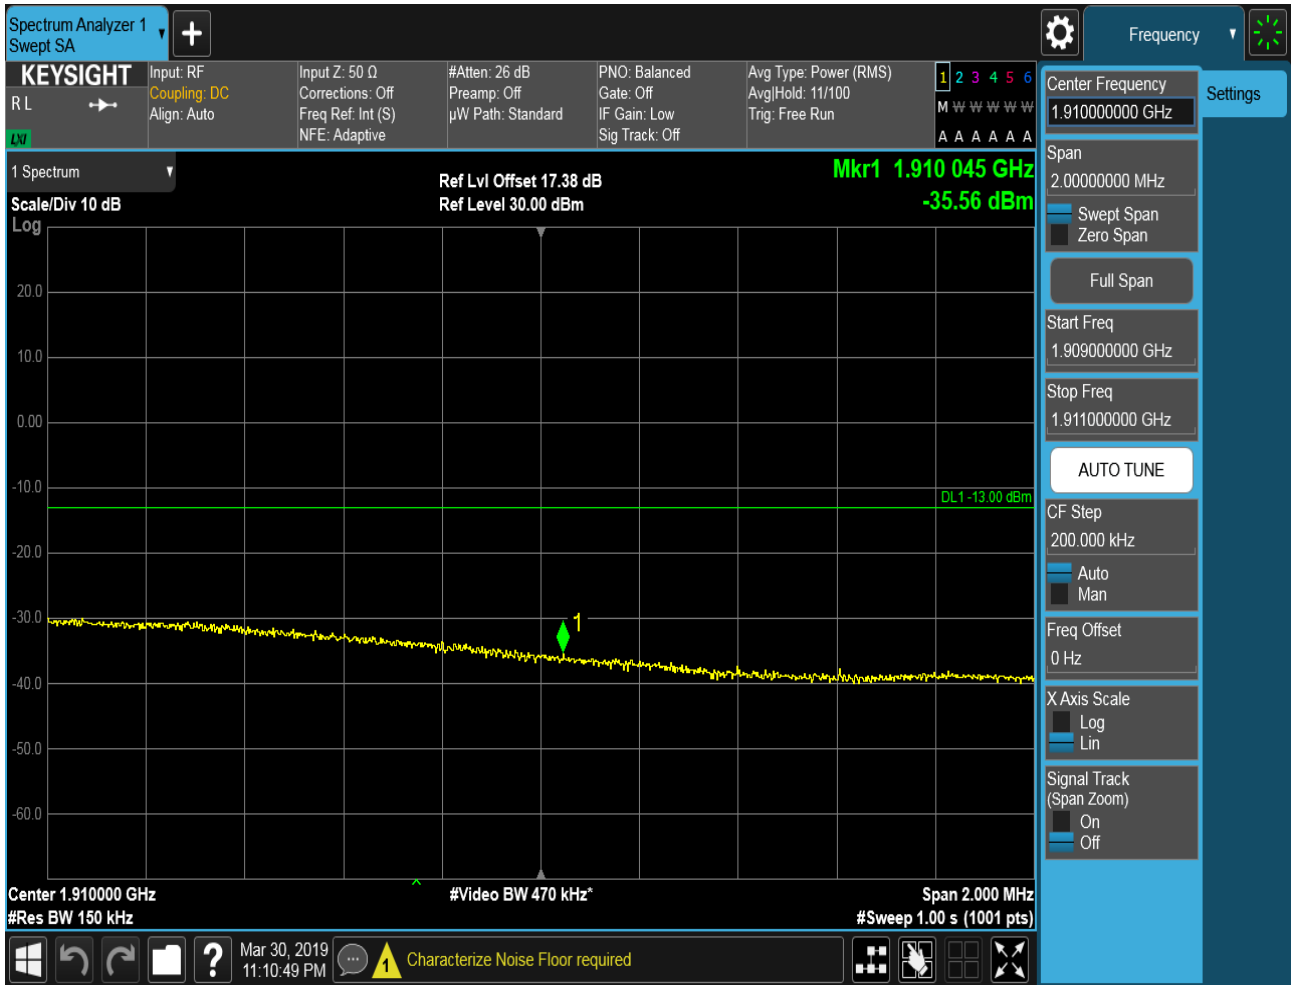 Spectrum Analyzer 1
Swept SA
Frequency
KEYSIGHT
R L
LXI
Input: RF
Coupling: DC
Align: Auto
Input Z: 50 Ω
Corrections: Off
Freq Ref: Int (S)
NFE: Adaptive
#Atten: 26 dB
Preamp: Off
µW Path: Standard
PNO: Balanced
Gate: Off
IF Gain: Low
Sig Track: Off
Avg Type: Power (RMS)
Avg|Hold: 11/100
Trig: Free Run
1 2 3 4 5 6
M W W W W W
A A A A A A
1 Spectrum
Scale/Div 10 dB
Log
Ref Lvl Offset 17.38 dB
Ref Level 30.00 dBm
Mkr1 1.910 045 GHz
-35.56 dBm
20.0
10.0
0.00
-10.0
DL1 -13.00 dBm
-20.0
-30.0
1
-40.0
-50.0
-60.0
Center 1.910000 GHz
#Video BW 470 kHz*
Span 2.000 MHz
#Res BW 150 kHz
#Sweep 1.00 s (1001 pts)
Center Frequency
1.910000000 GHz
Settings
Span
2.00000000 MHz
Swept Span
Zero Span
Full Span
Start Freq
1.909000000 GHz
Stop Freq
1.911000000 GHz
AUTO TUNE
CF Step
200.000 kHz
Auto
Man
Freq Offset
0 Hz
X Axis Scale
Log
Lin
Signal Track
(Span Zoom)
On
Off
?
Mar 30, 2019
11:10:49 PM
1
Characterize Noise Floor required